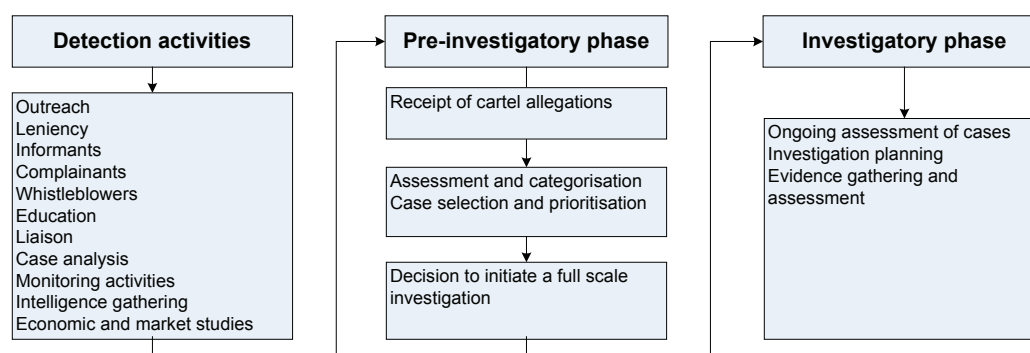 Detection activities
Outreach
Leniency
Informants
Complainants
Whistleblowers
Education
Liaison
Case analysis
Monitoring activities
Intelligence gathering
Economic and market studies
Pre-investigatory phase
Receipt of cartel allegations
Assessment and categorisation
Case selection and prioritisation
Decision to initiate a full scale
investigation
Investigatory phase
Ongoing assessment of cases
Investigation planning
Evidence gathering and
assessment